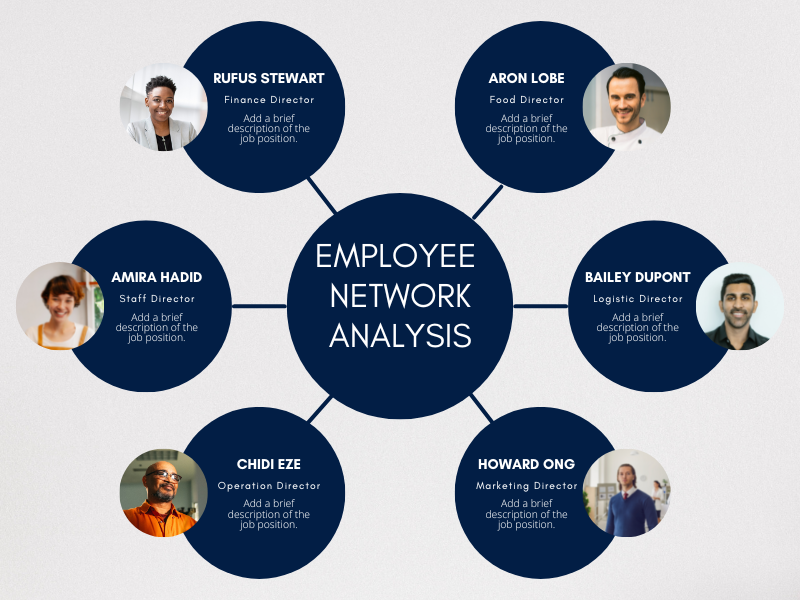 RUFUS STEWART
Finance Director
Add a brief
description of the
job position.
ARON LOBE
Food Director
Add a brief
description of the
job position.
AMIRA HADID
Staff Director
Add a brief
description of the
job position.
EMPLOYEE
NETWORK
ANALYSIS
BAILEY DUPONT
Logistic Director
Add a brief
description of the
job position.
CHIDI EZE
Operation Director
Add a brief
description of the
job position.
HOWARD ONG
Marketing Director
Add a brief
description of the
job position.